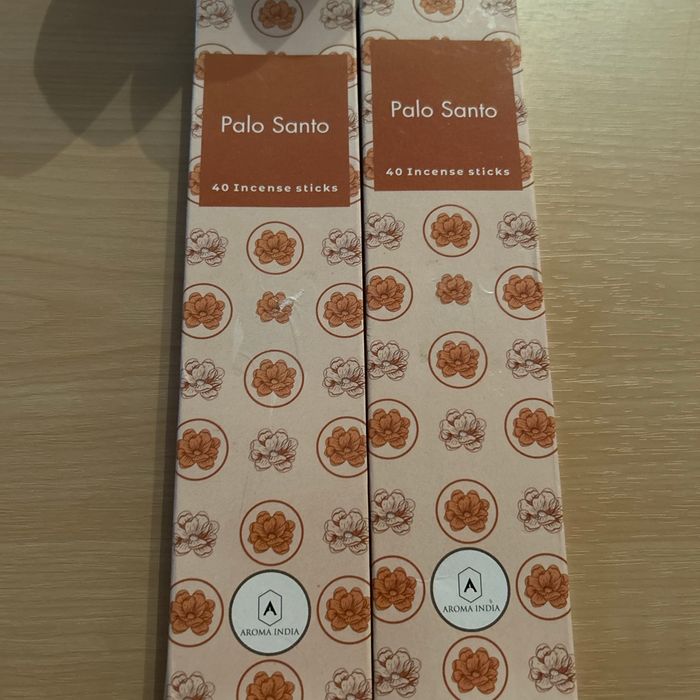 Palo Santo
40 Incense sticks
A
AROMA INDIA
Palo Santo
40 Incense sticks
A
AROMA INDIA